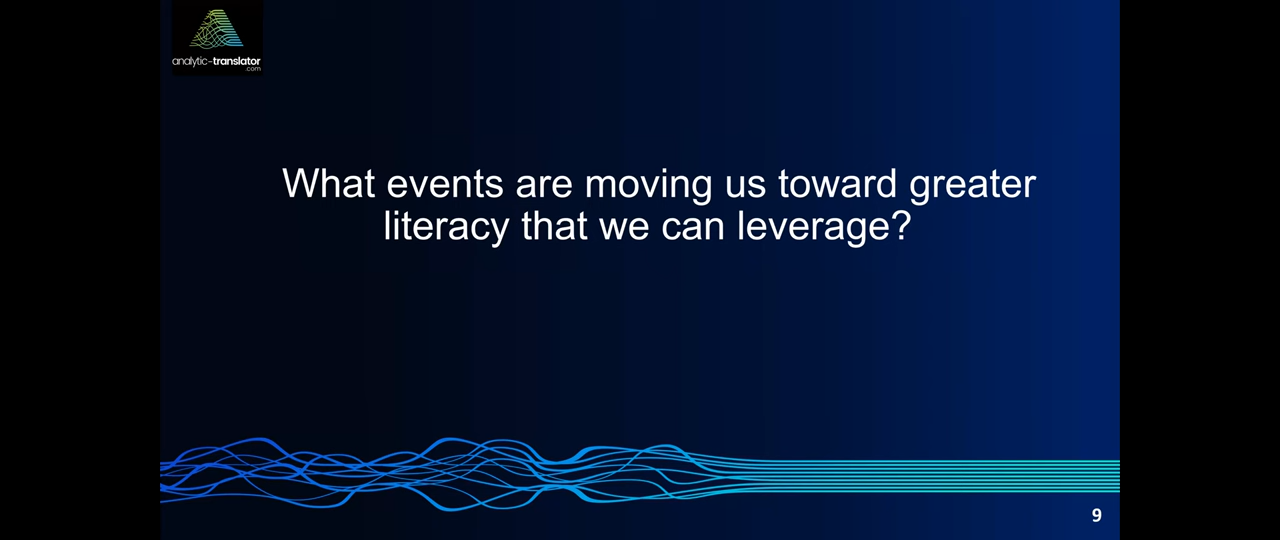 analytic-translator
.com
What events are moving us toward greater
literacy that we can leverage?
9